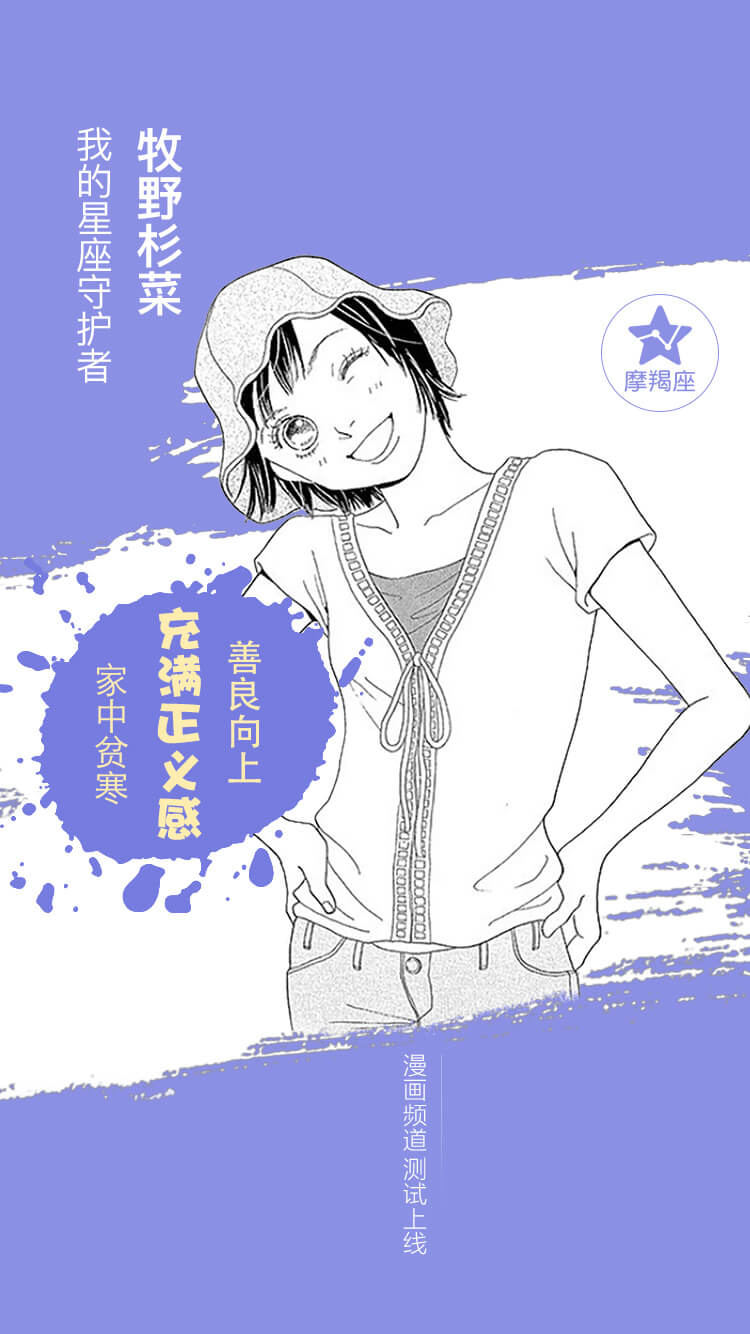 牧野杉菜
我的星座守护者
摩羯座
善良向上
充满正义感
家中贫寒
漫画频道 测试上线